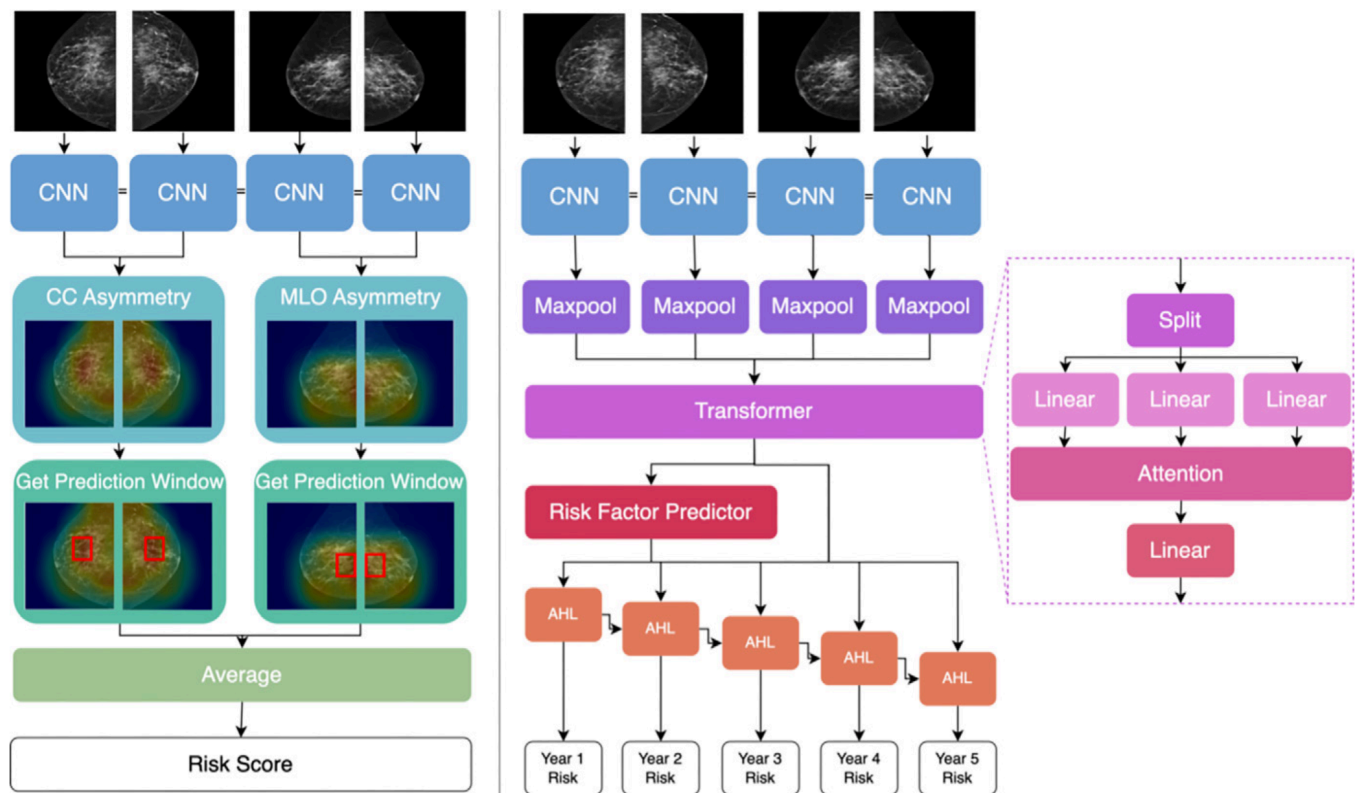 CNN = CNN = CNN = CNN
CC Asymmetry
MLO Asymmetry
Get Prediction Window
Get Prediction Window
Average
Risk Score
CNN = CNN = CNN = CNN
Maxpool Maxpool Maxpool Maxpool
Transformer
Risk Factor Predictor
AHL
AHL
AHL
AHL
AHL
Year 1
Risk
Year 2
Risk
Year 3
Risk
Year 4
Risk
Year 5
Risk
Split
Linear Linear Linear
Attention
Linear